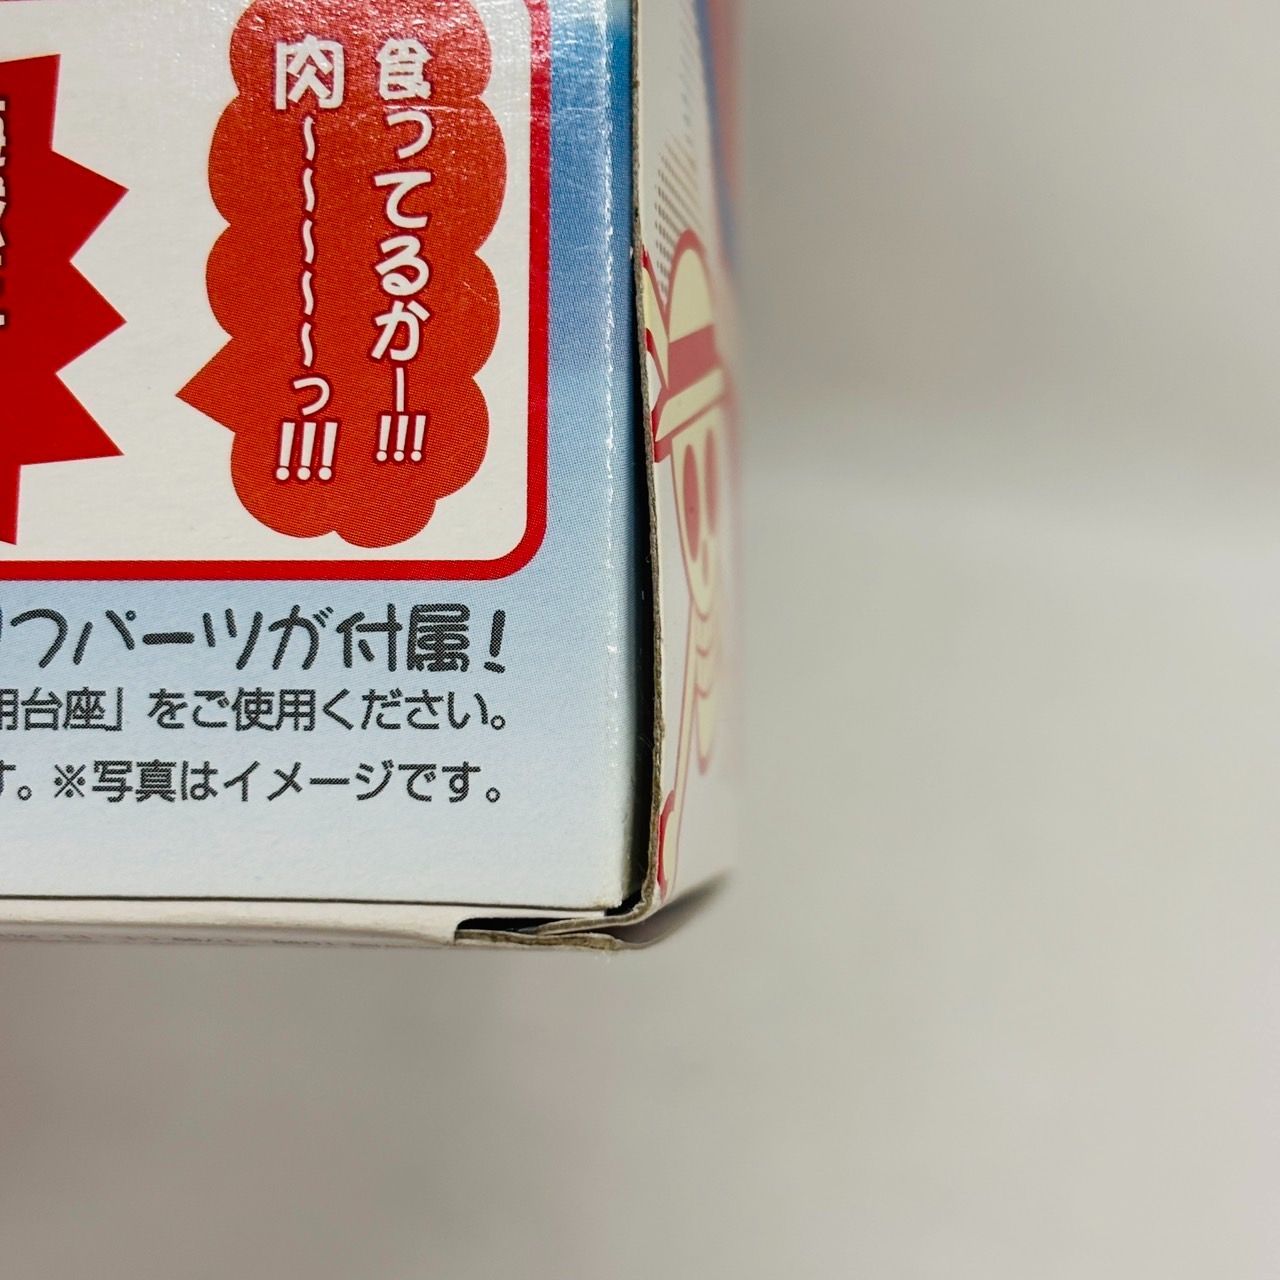 食ってるかー!!!
肉〜〜〜〜〜っ!!!
つパーツが付属!
用台座」をご使用ください。
す。※写真はイメージです。